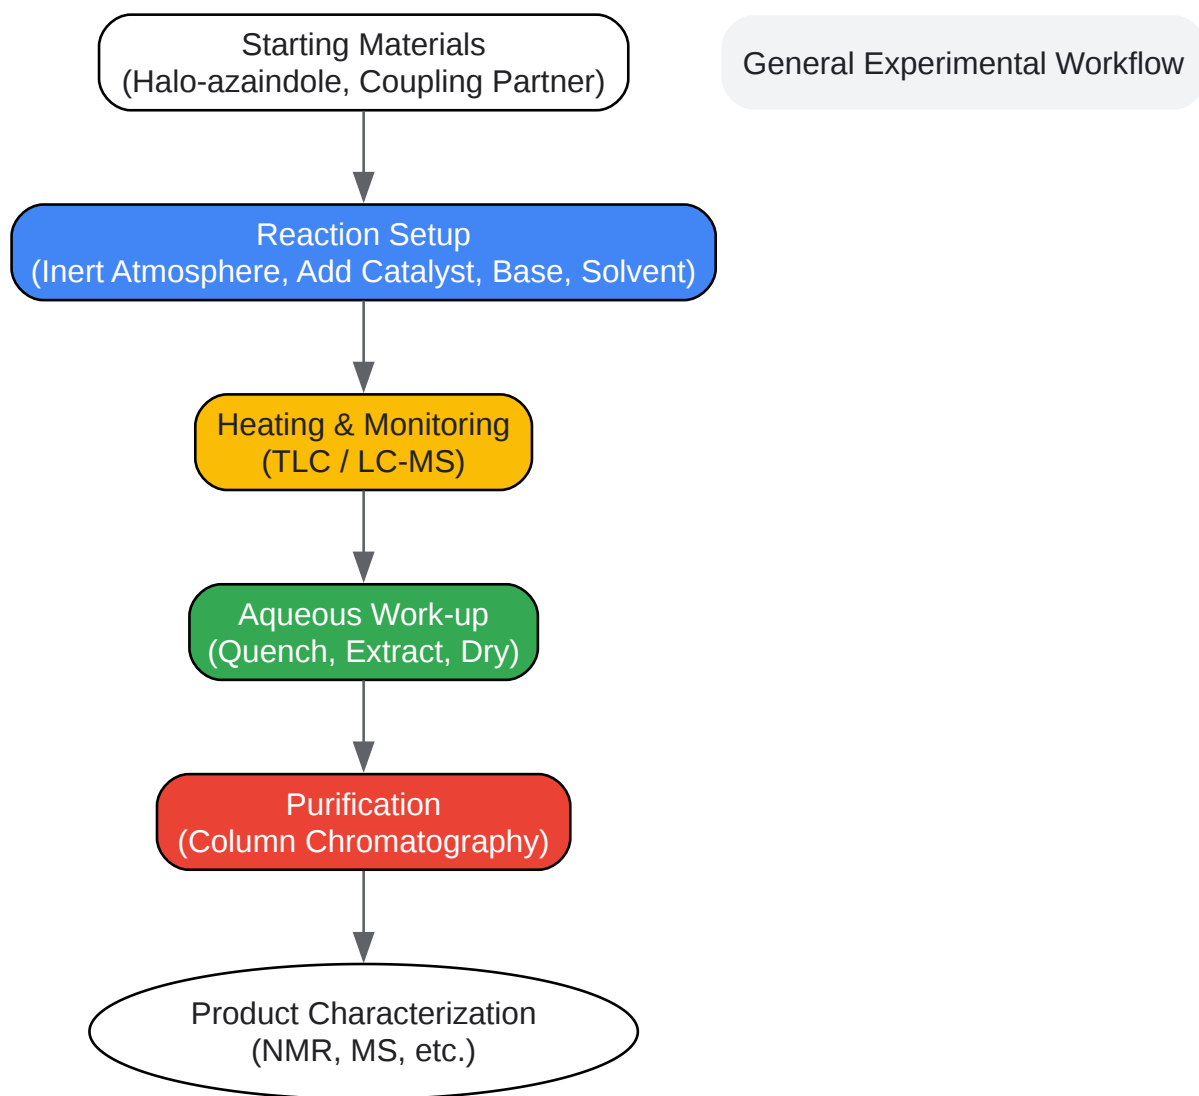 Starting Materials
(Halo-azaindole, Coupling Partner)
General Experimental Workflow
Reaction Setup
(Inert Atmosphere, Add Catalyst, Base, Solvent)
Heating & Monitoring
(TLC / LC-MS)
Aqueous Work-up
(Quench, Extract, Dry)
Purification
(Column Chromatography)
Product Characterization
(NMR, MS, etc.)